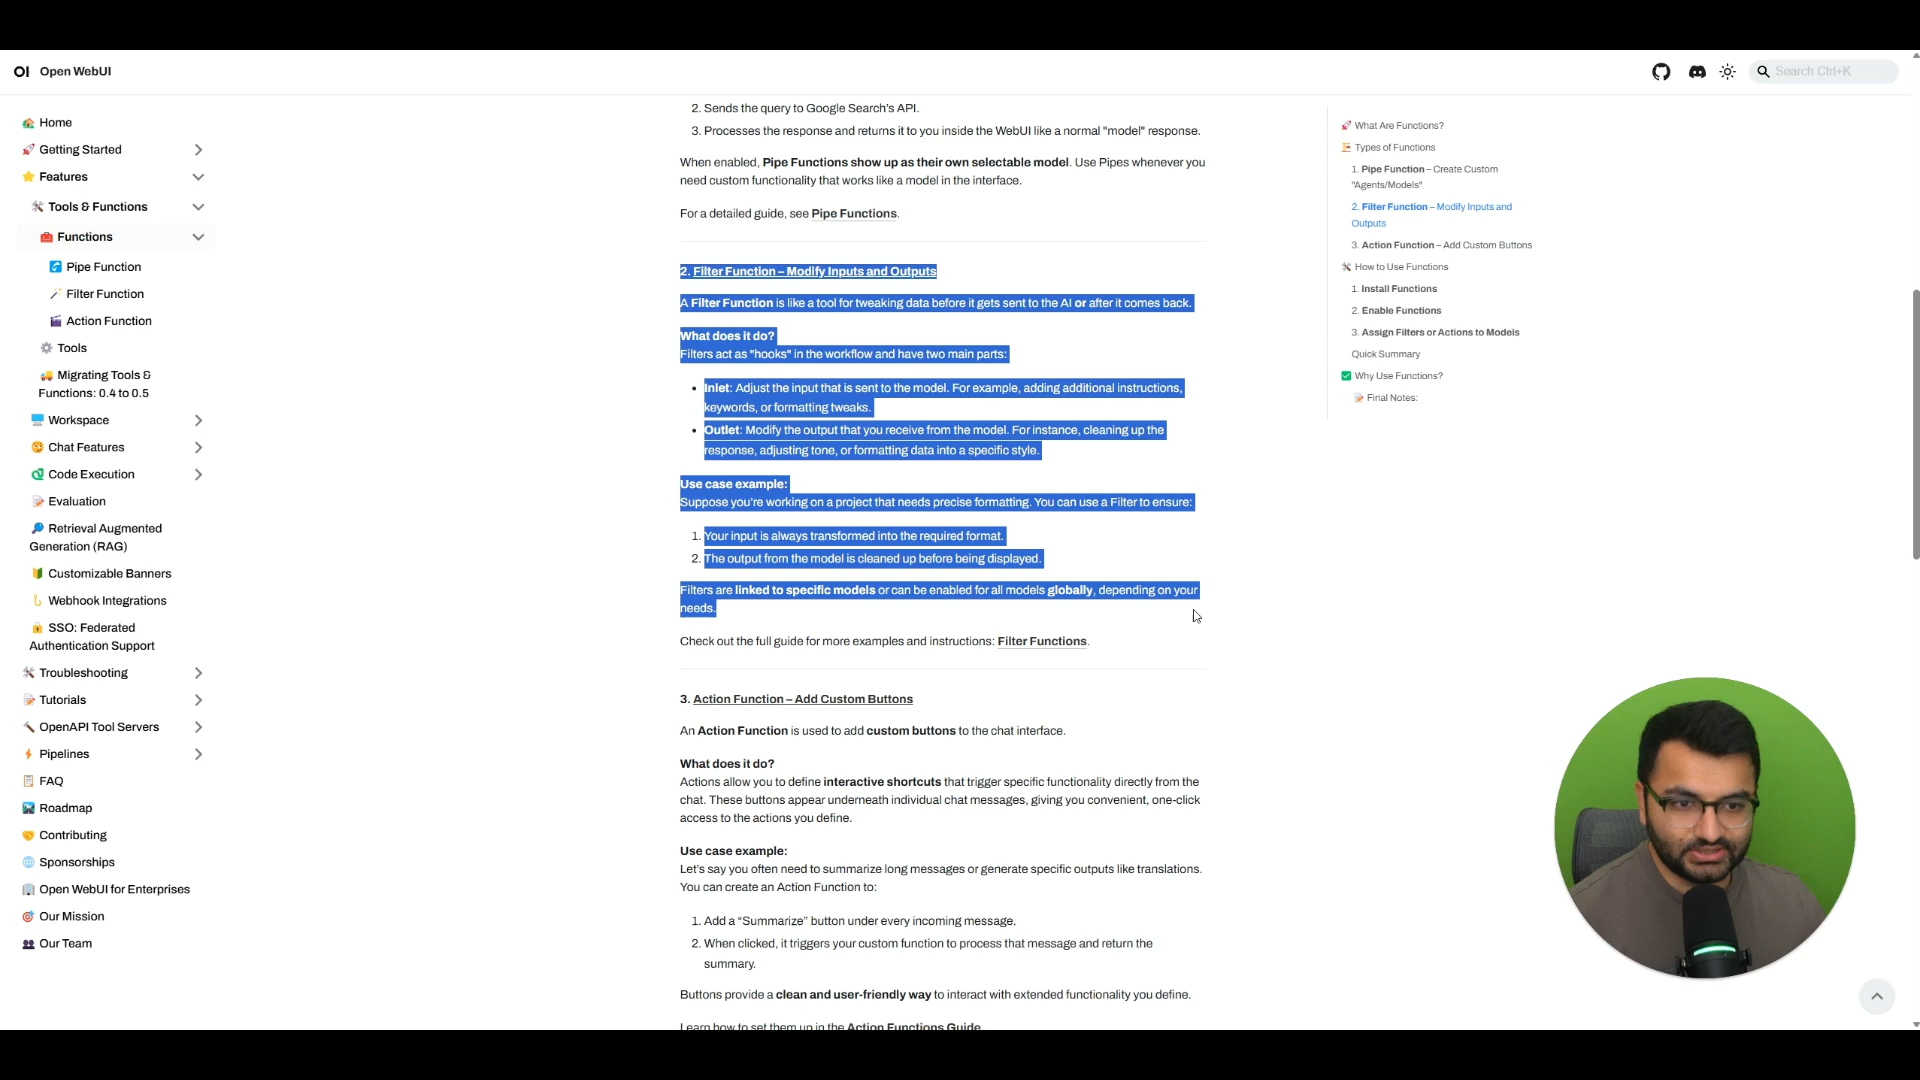 OI Open WebUI
Search Ctrl+K
Home
Getting Started
Features
Tools & Functions
Functions
Pipe Function
Filter Function
Action Function
Tools
Migrating Tools &
Functions: 0.4 to 0.5
Workspace
Chat Features
Code Execution
Evaluation
Retrieval Augmented
Generation (RAG)
Customizable Banners
Webhook Integrations
SSO: Federated
Authentication Support
Troubleshooting
Tutorials
OpenAPI Tool Servers
Pipelines
FAQ
Roadmap
Contributing
Sponsorships
Open WebUI for Enterprises
Our Mission
Our Team
2. Sends the query to Google Search's API.
3. Processes the response and returns it to you inside the WebUI like a normal "model" response.
When enabled, Pipe Functions show up as their own selectable model. Use Pipes whenever you
need custom functionality that works like a model in the interface.
For a detailed guide, see Pipe Functions.
2. Filter Function – Modify Inputs and Outputs
A Filter Function is like a tool for tweaking data before it gets sent to the AI or after it comes back.
What does it do?
Filters act as "hooks" in the workflow and have two main parts:
• Inlet: Adjust the input that is sent to the model. For example, adding additional instructions,
keywords, or formatting tweaks.
• Outlet: Modify the output that you receive from the model. For instance, cleaning up the
response, adjusting tone, or formatting data into a specific style.
Use case example:
Suppose you're working on a project that needs precise formatting. You can use a Filter to ensure:
1. Your input is always transformed into the required format.
2. The output from the model is cleaned up before being displayed.
Filters are linked to specific models or can be enabled for all models globally, depending on your
needs.
Check out the full guide for more examples and instructions: Filter Functions.
3. Action Function – Add Custom Buttons
An Action Function is used to add custom buttons to the chat interface.
What does it do?
Actions allow you to define interactive shortcuts that trigger specific functionality directly from the
chat. These buttons appear underneath individual chat messages, giving you convenient, one-click
access to the actions you define.
Use case example:
Let's say you often need to summarize long messages or generate specific outputs like translations.
You can create an Action Function to:
1. Add a “Summarize” button under every incoming message.
2. When clicked, it triggers your custom function to process that message and return the
summary.
Buttons provide a clean and user-friendly way to interact with extended functionality you define.
Learn how to set them up in the Action Functions Guide
What Are Functions?
Types of Functions
1. Pipe Function – Create Custom
"Agents/Models"
2. Filter Function – Modify Inputs and
Outputs
3. Action Function – Add Custom Buttons
How to Use Functions
1. Install Functions
2. Enable Functions
3. Assign Filters or Actions to Models
Quick Summary
Why Use Functions?
Final Notes: